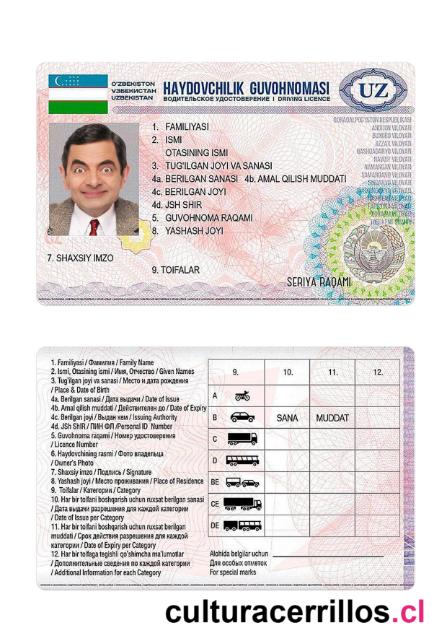 O'ZBEKISTON
УЗБЕКИСТАН
UZBEKISTAN
HAYDOVCHILIK GUVOHNOMASI
ВОДИТЕЛЬСКОЕ УДОСТОВЕРЕНИЕ I DRIVING LICENCE
UZ
1. FAMILIYASI
2. ISMI
OTASINING ISMI
3. TUG'ILGAN JOYI VA SANASI
4a. BERILGAN SANASI 4b. AMAL QILISH MUDDATI
4c. BERILGAN JOYI
4d. JSH SHIR
5. GUVOHNOMA RAQAMI
8. YASHASH JOYI
7. SHAXSIY IMZO
9. TOIFALAR
SERIYA RAQAMI
1. Familiyasi / Фамилия / Family Name
2. Ismi, Otasining ismi / Имя, Отчество / Given Names
3. Tug'ilgan joyi va sanasi / Место и дата рождения
/ Place & Date of Birth
4a. Berilgan sanasi / Дата выдачи / Date of Issue
4b. Amal qilish muddati / Действителен до / Date of Expiry
4c. Berilgan joyi / Выдан кем / Issuing Authority
4d. JSh ShIR / ПИН ФЛ /Personal ID Number
5. Guvohnoma raqami / Номер удостоверения
/ Licence Number
6. Haydovchining rasmi / Фото владельца
/ Owner's Photo
7. Shaxsiy imzo / Подпись / Signature
8. Yashash joyi / Место проживания / Place of Residence
9. Toifalar / Категории / Category
10. Har bir toifani boshqarish uchun ruxsat berilgan sanasi
/ Дата выдачи разрешения для каждой категории
/ Date of Issue per Category
11. Har bir toifani boshqarish uchun ruxsat berilgan
muddati / Срок действия разрешения для каждой
категории / Date of Expiry per Category
12. Har bir toifaga tegishli qo'shimcha ma'lumotlar
/ Дополнительные сведения по каждой категории
/ Additional Information for each Category
9. 10. 11. 12.
A
B SANA MUDDAT
C
D
BE
CE
DE
Alohida belgilar uchun
Для особых отметок
For special marks
culturacerrillos.cl